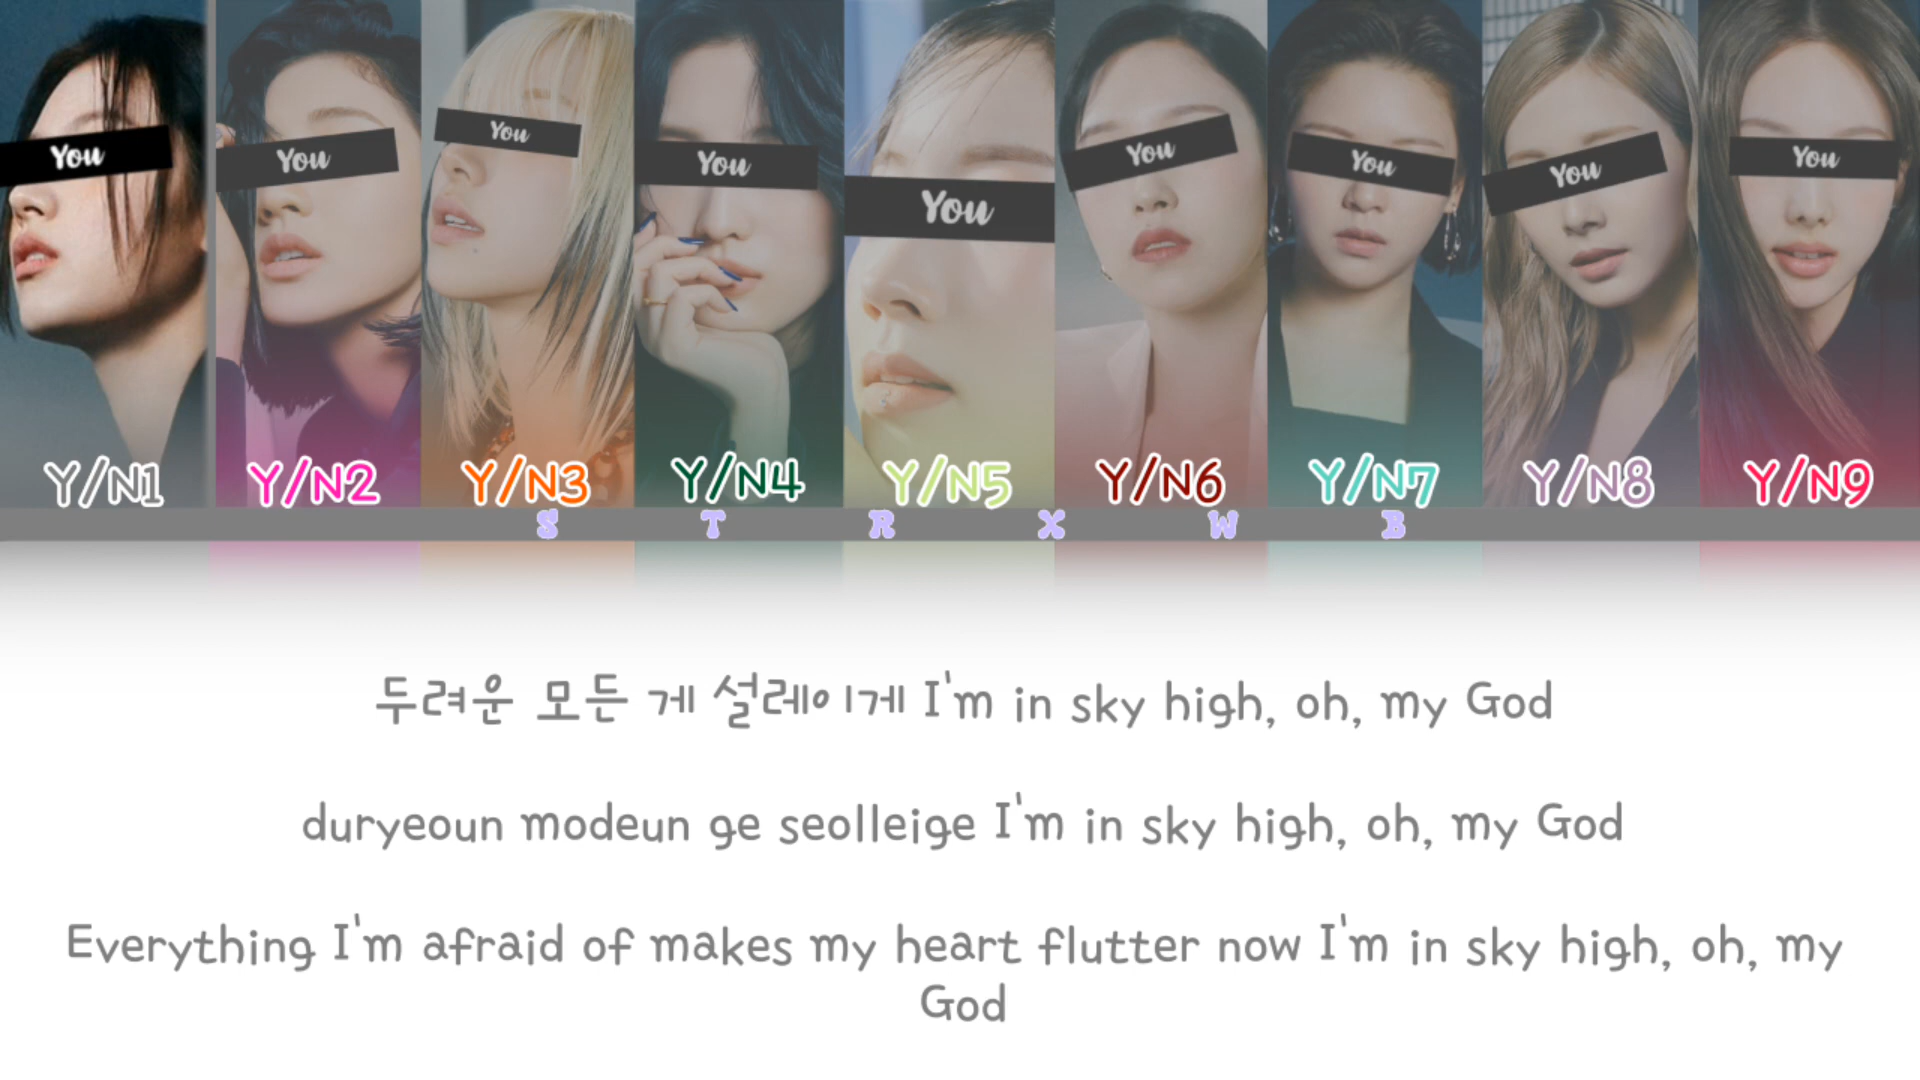 You You You You You You You You You
Y/N1 Y/N2 Y/N3 Y/N4 Y/N5 Y/N6 Y/N7 Y/N8 Y/N9
S T R X W B
두려운 모든 게 설레이게 I'm in sky high, oh, my God
duryeoun modeun ge seolleige I'm in sky high, oh, my God
Everything I'm afraid of makes my heart flutter now I'm in sky high, oh, my
God